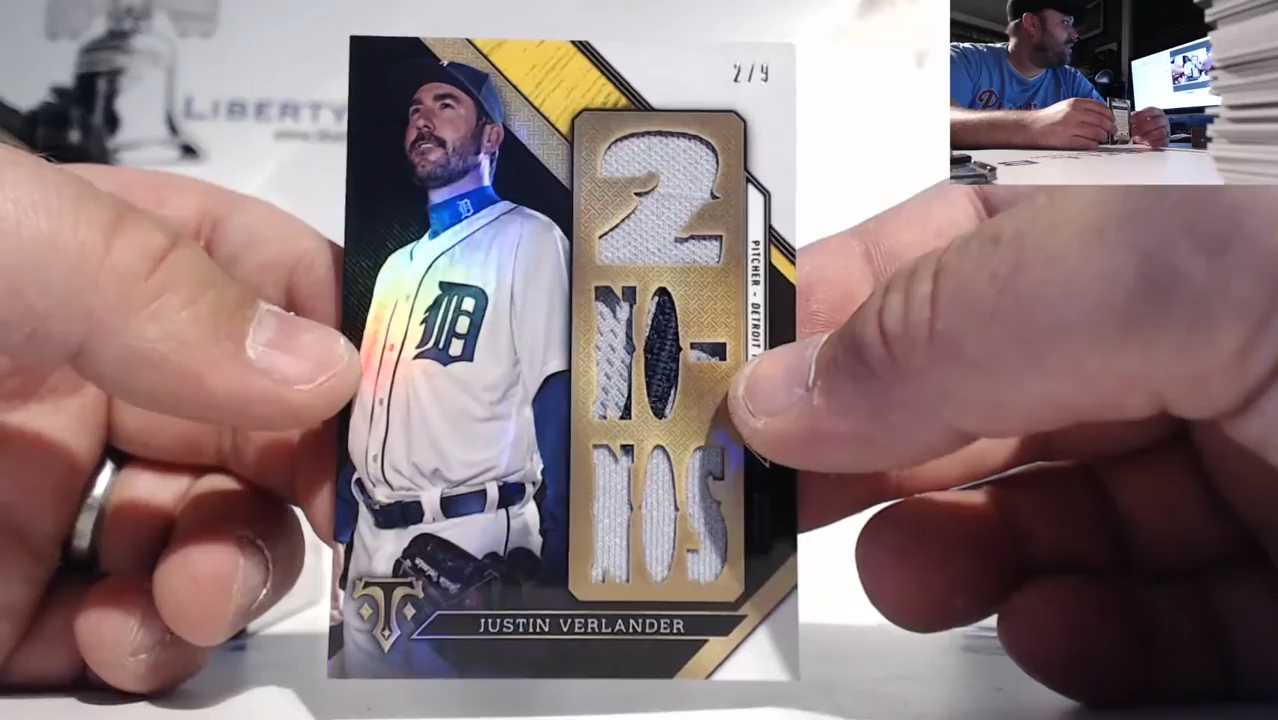 LIBERTY
2/9
2
NO-
NOS
PITCHER - DETROIT
D
D
JUSTIN VERLANDER